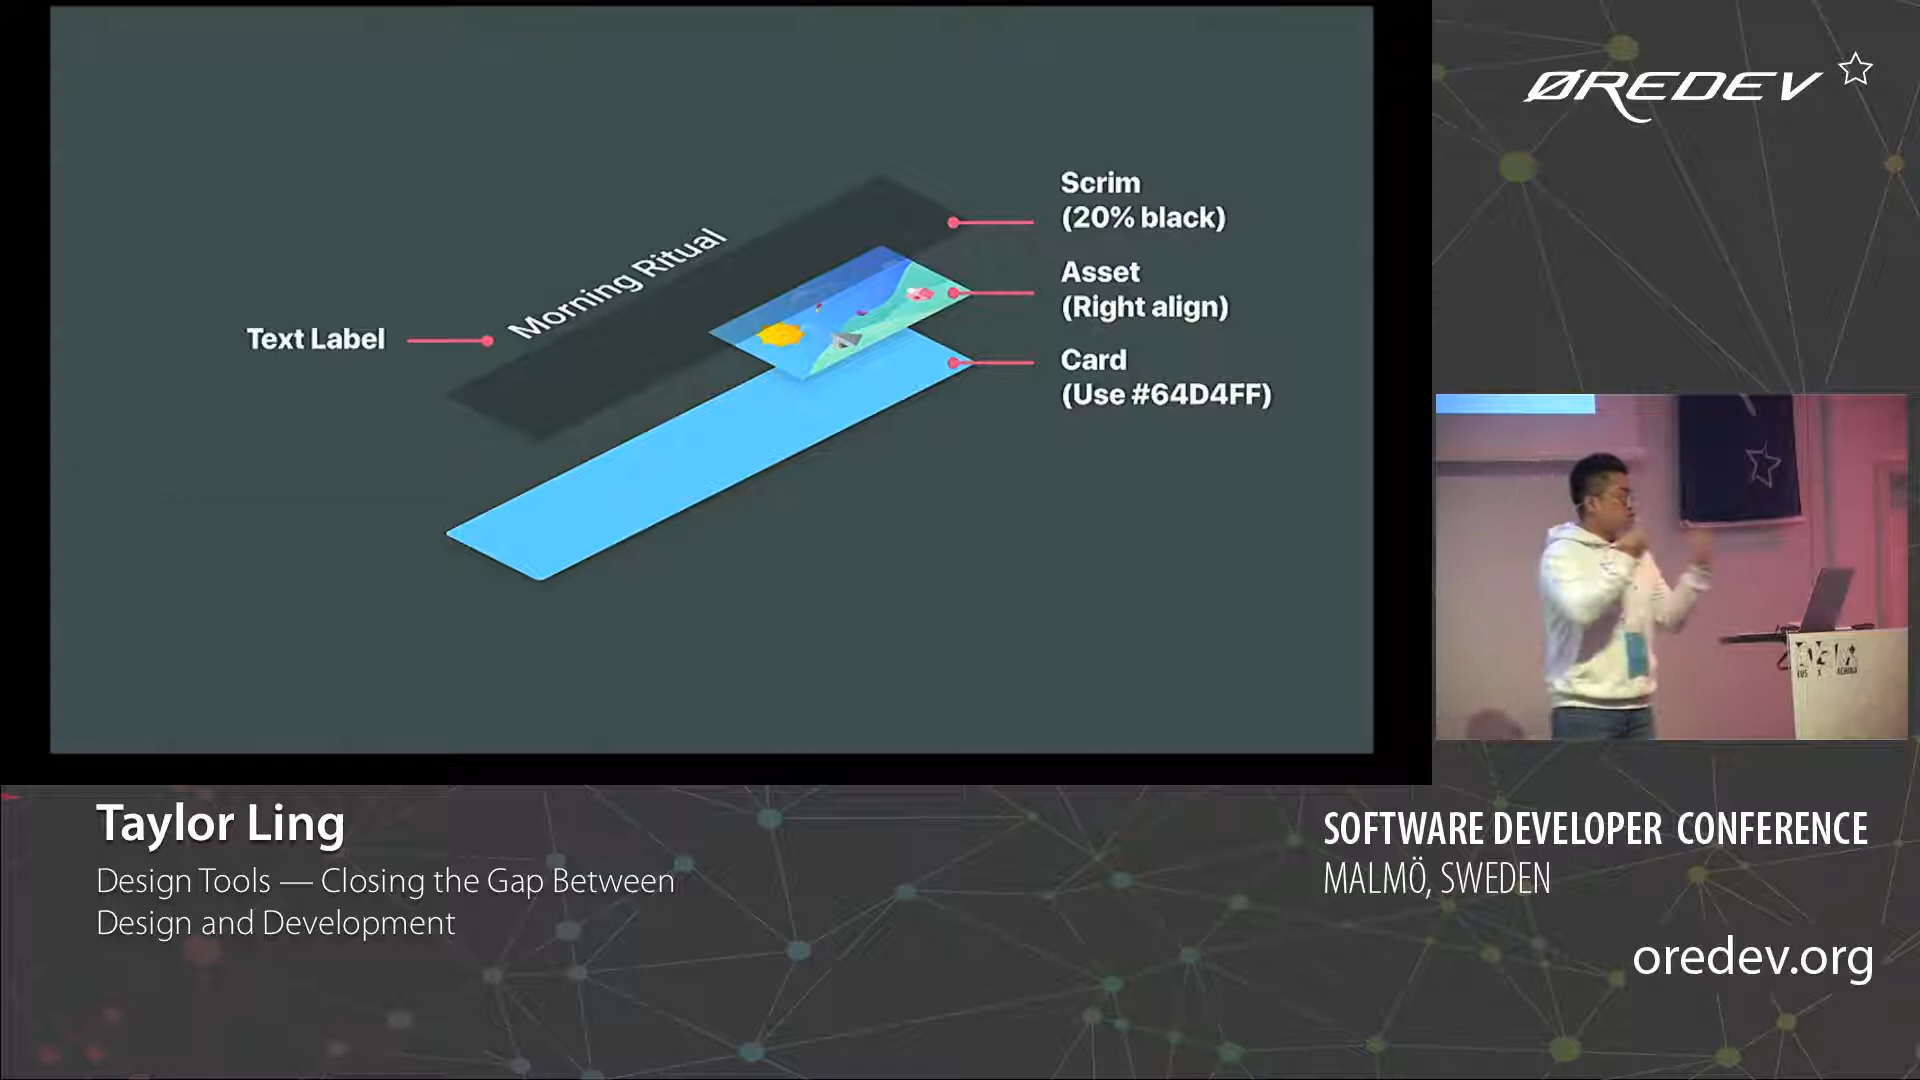 ØREDEV
Scrim
(20% black)
Morning Ritual
Asset
(Right align)
Text Label
Card
(Use #64D4FF)
Taylor Ling
Design Tools — Closing the Gap Between
Design and Development
SOFTWARE DEVELOPER CONFERENCE
MALMÖ, SWEDEN
oredev.org